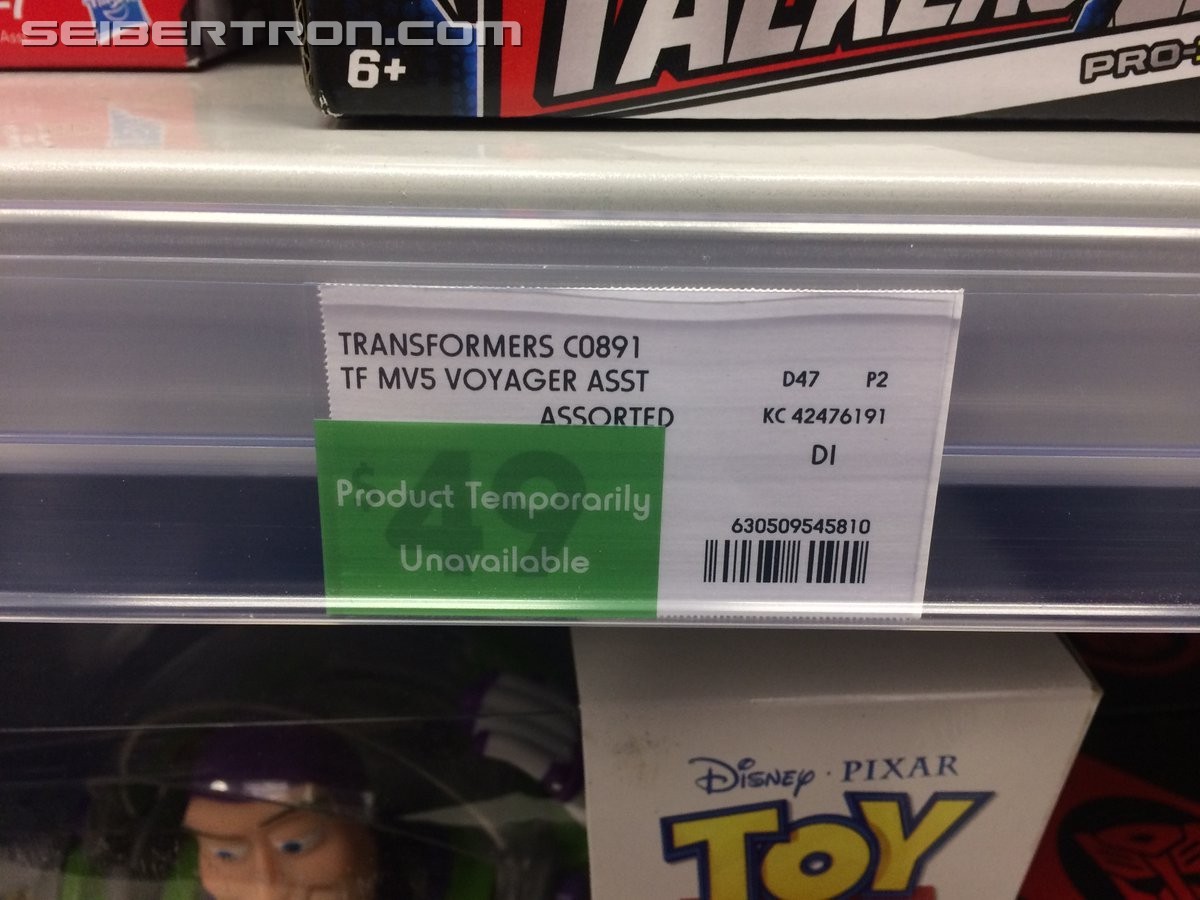 SEIBERTRON.com
6+
PRO-
TRANSFORMERS C0891
TF MV5 VOYAGER ASST
D47 P2
ASSORTED
KC 42476191
DI
$49
Product Temporarily
Unavailable
630509545810
Disney · PIXAR
TOY